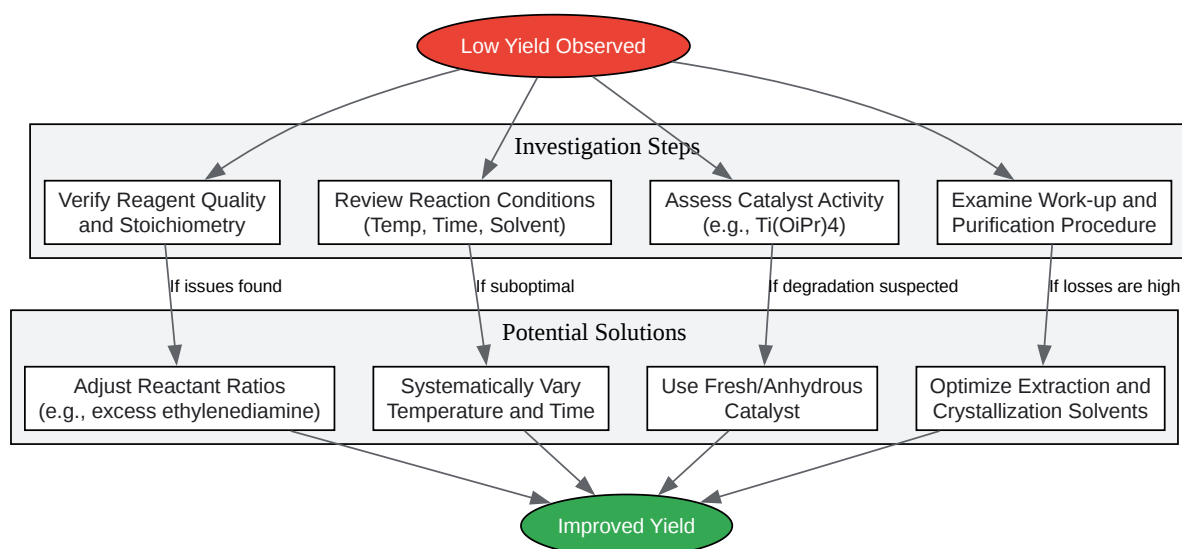 Low Yield Observed
Investigation Steps
Verify Reagent Quality
and Stoichiometry
Review Reaction Conditions
(Temp, Time, Solvent)
Assess Catalyst Activity
(e.g., Ti(OiPr)4)
Examine Work-up and
Purification Procedure
If issues found
If suboptimal
If degradation suspected
If losses are high
Potential Solutions
Adjust Reactant Ratios
(e.g., excess ethylenediamine)
Systematically Vary
Temperature and Time
Use Fresh/Anhydrous
Catalyst
Optimize Extraction and
Crystallization Solvents
Improved Yield